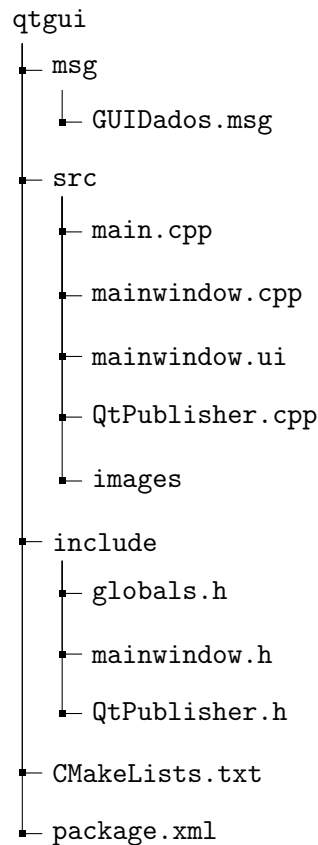 qtgui
msg
GUIDados.msg
src
main.cpp
mainwindow.cpp
mainwindow.ui
QtPublisher.cpp
images
include
globals.h
mainwindow.h
QtPublisher.h
CMakeLists.txt
package.xml